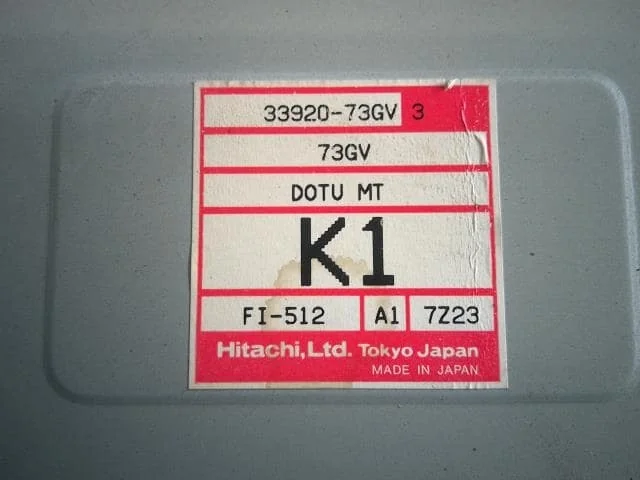 33920-73GV 3
73GV
DOTU MT
K1
FI-512 A1 7Z23
Hitachi,Ltd. Tokyo Japan
MADE IN JAPAN